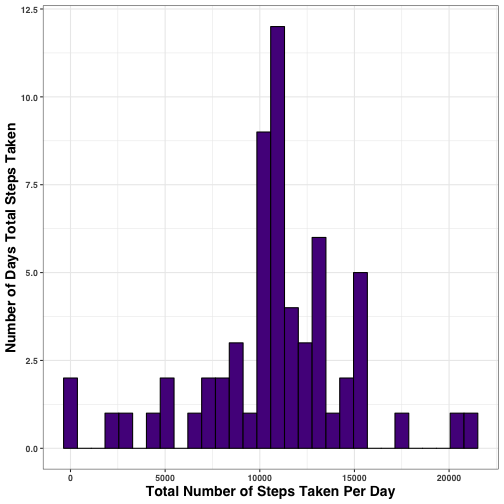 12.5
10.0
7.5
5.0
2.5
0.0
Number of Days Total Steps Taken
0 5000 10000 15000 20000
Total Number of Steps Taken Per Day